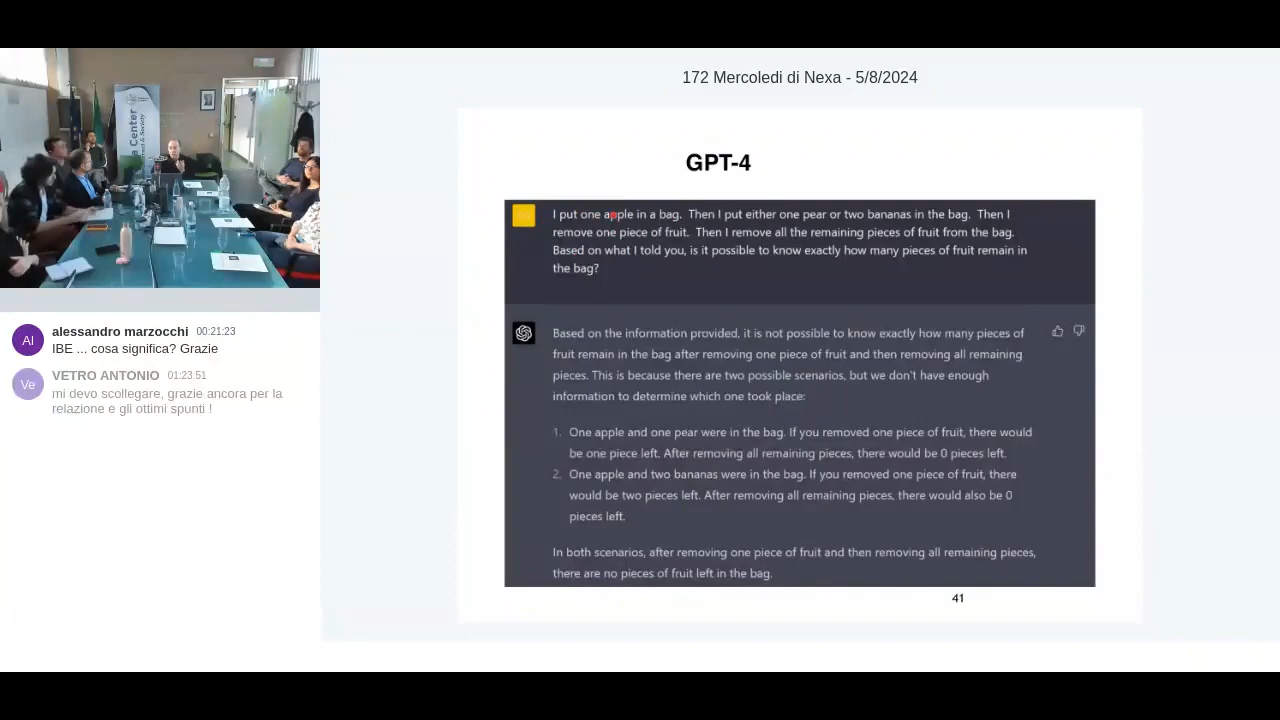 172 Mercoledi di Nexa - 5/8/2024
a Center
GPT-4
I put one apple in a bag. Then I put either one pear or two bananas in the bag. Then I
remove one piece of fruit. Then I remove all the remaining pieces of fruit from the bag.
Based on what I told you, is it possible to know exactly how many pieces of fruit remain in
the bag?
Based on the information provided, it is not possible to know exactly how many pieces of
fruit remain in the bag after removing one piece of fruit and then removing all remaining
pieces. This is because there are two possible scenarios, but we don't have enough
information to determine which one took place:
1. One apple and one pear were in the bag. If you removed one piece of fruit, there would
be one piece left. After removing all remaining pieces, there would be 0 pieces left.
2. One apple and two bananas were in the bag. If you removed one piece of fruit, there
would be two pieces left. After removing all remaining pieces, there would also be 0
pieces left.
In both scenarios, after removing one piece of fruit and then removing all remaining pieces,
there are no pieces of fruit left in the bag.
41
Al
alessandro marzocchi 00:21:23
IBE ... cosa significa? Grazie
Ve
VETRO ANTONIO 01:23:51
mi devo scollegare, grazie ancora per la
relazione e gli ottimi spunti !